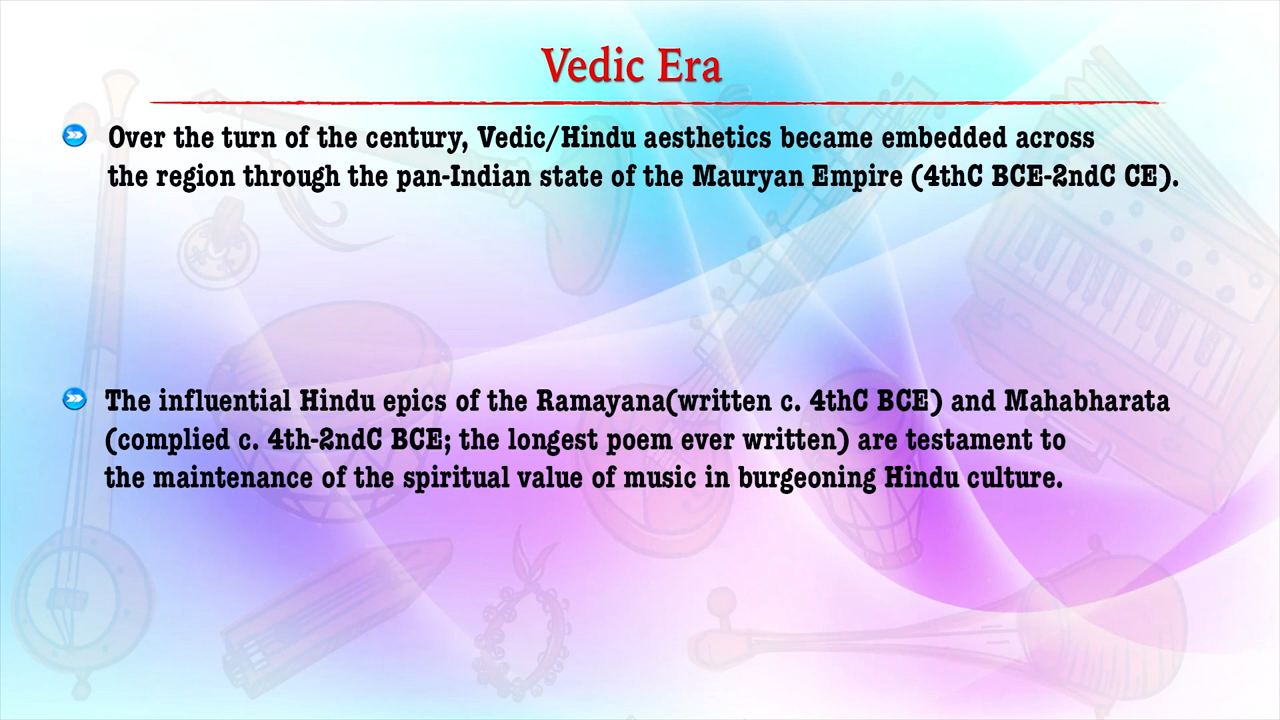 Vedic Era
Over the turn of the century, Vedic/Hindu aesthetics became embedded across
the region through the pan-Indian state of the Mauryan Empire (4thC BCE-2ndC CE).
The influential Hindu epics of the Ramayana(written c. 4thC BCE) and Mahabharata
(complied c. 4th-2ndC BCE; the longest poem ever written) are testament to
the maintenance of the spiritual value of music in burgeoning Hindu culture.